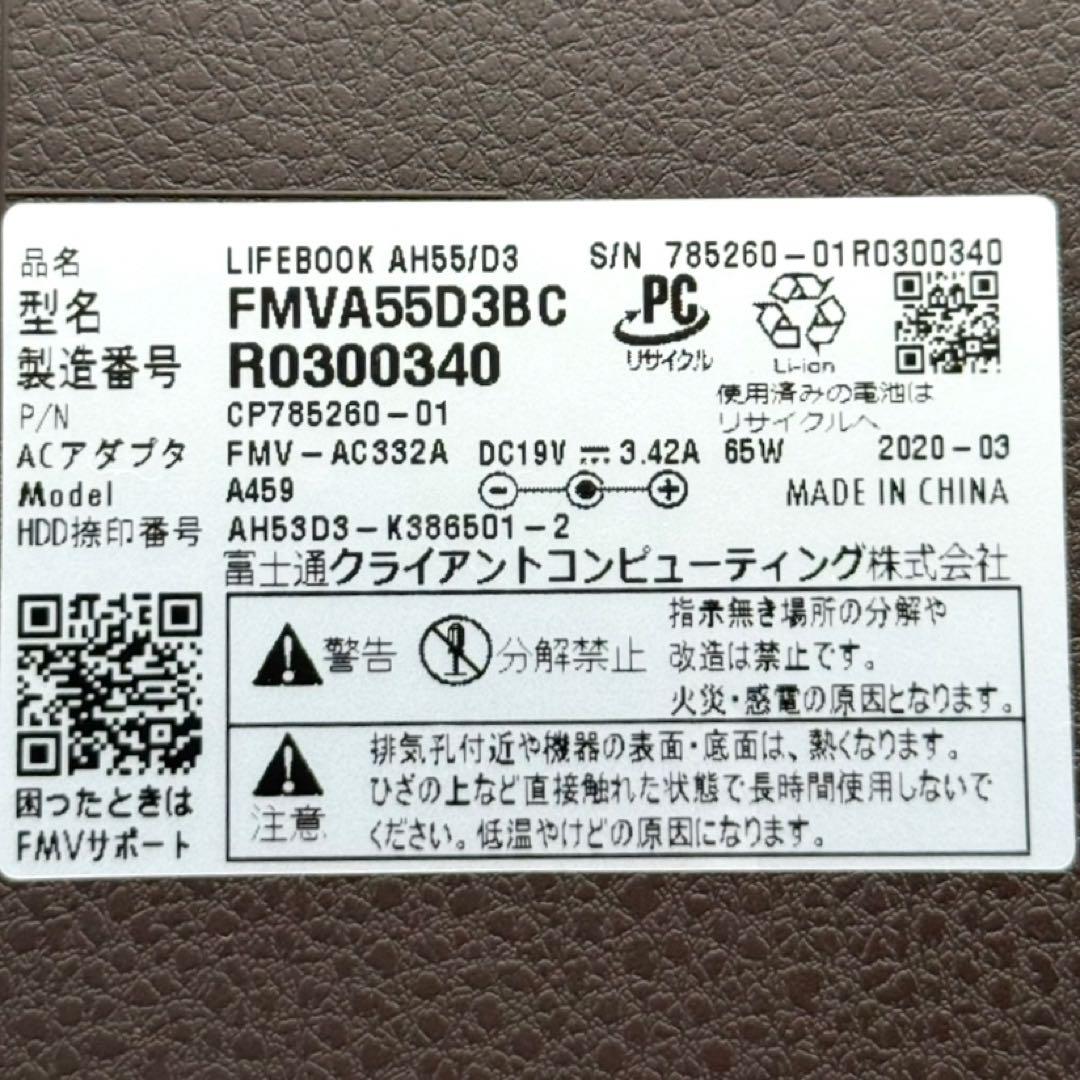 品名 LIFEBOOK AH55/D3 S/N 785260-01R0300340
型名 FMVA55D3BC
PC
リサイクル
Li-ion
製造番号 R0300340
使用済みの電池は
リサイクルへ
P/N CP785260-01
ACアダプタ FMV-AC332A DC19V 3.42A 65W 2020-03
Model A459 MADE IN CHINA
HDD捺印番号 AH53D3-K386501-2
富士通クライアントコンピューティング株式会社
警告 分解禁止
指示無き場所の分解や
改造は禁止です。
火災・感電の原因となります。
注意
排気孔付近や機器の表面・底面は、熱くなります。
ひざの上など直接触れた状態で長時間使用しないで
ください。低温やけどの原因になります。
困ったときは
FMVサポート